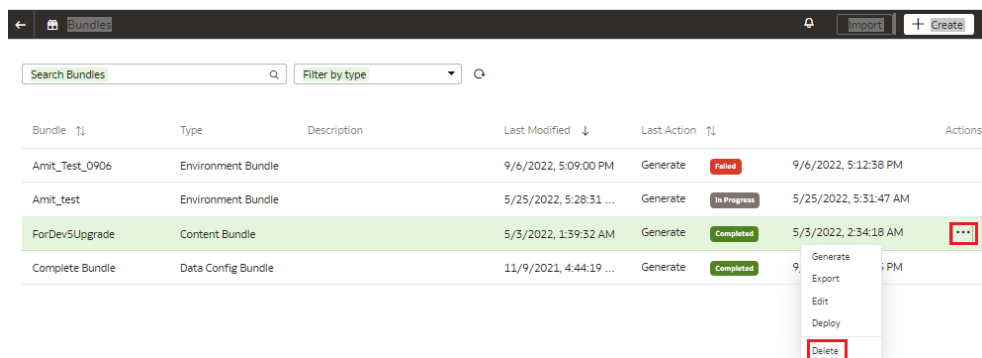 Bundles Import Create
Search Bundles Filter by type
Bundle Type Description Last Modified Last Action Actions
Amit_Test_0906 Environment Bundle 9/6/2022, 5:09:00 PM Generate Failed 9/6/2022, 5:12:38 PM
Amit_test Environment Bundle 5/25/2022, 5:28:31 ... Generate In Progress 5/25/2022, 5:31:47 AM
ForDev5Upgrade Content Bundle 5/3/2022, 1:39:32 AM Generate Completed 5/3/2022, 2:34:18 AM ...
Complete Bundle Data Config Bundle 11/9/2021, 4:44:19 ... Generate Completed PM
Generate
Export
Edit
Deploy
Delete